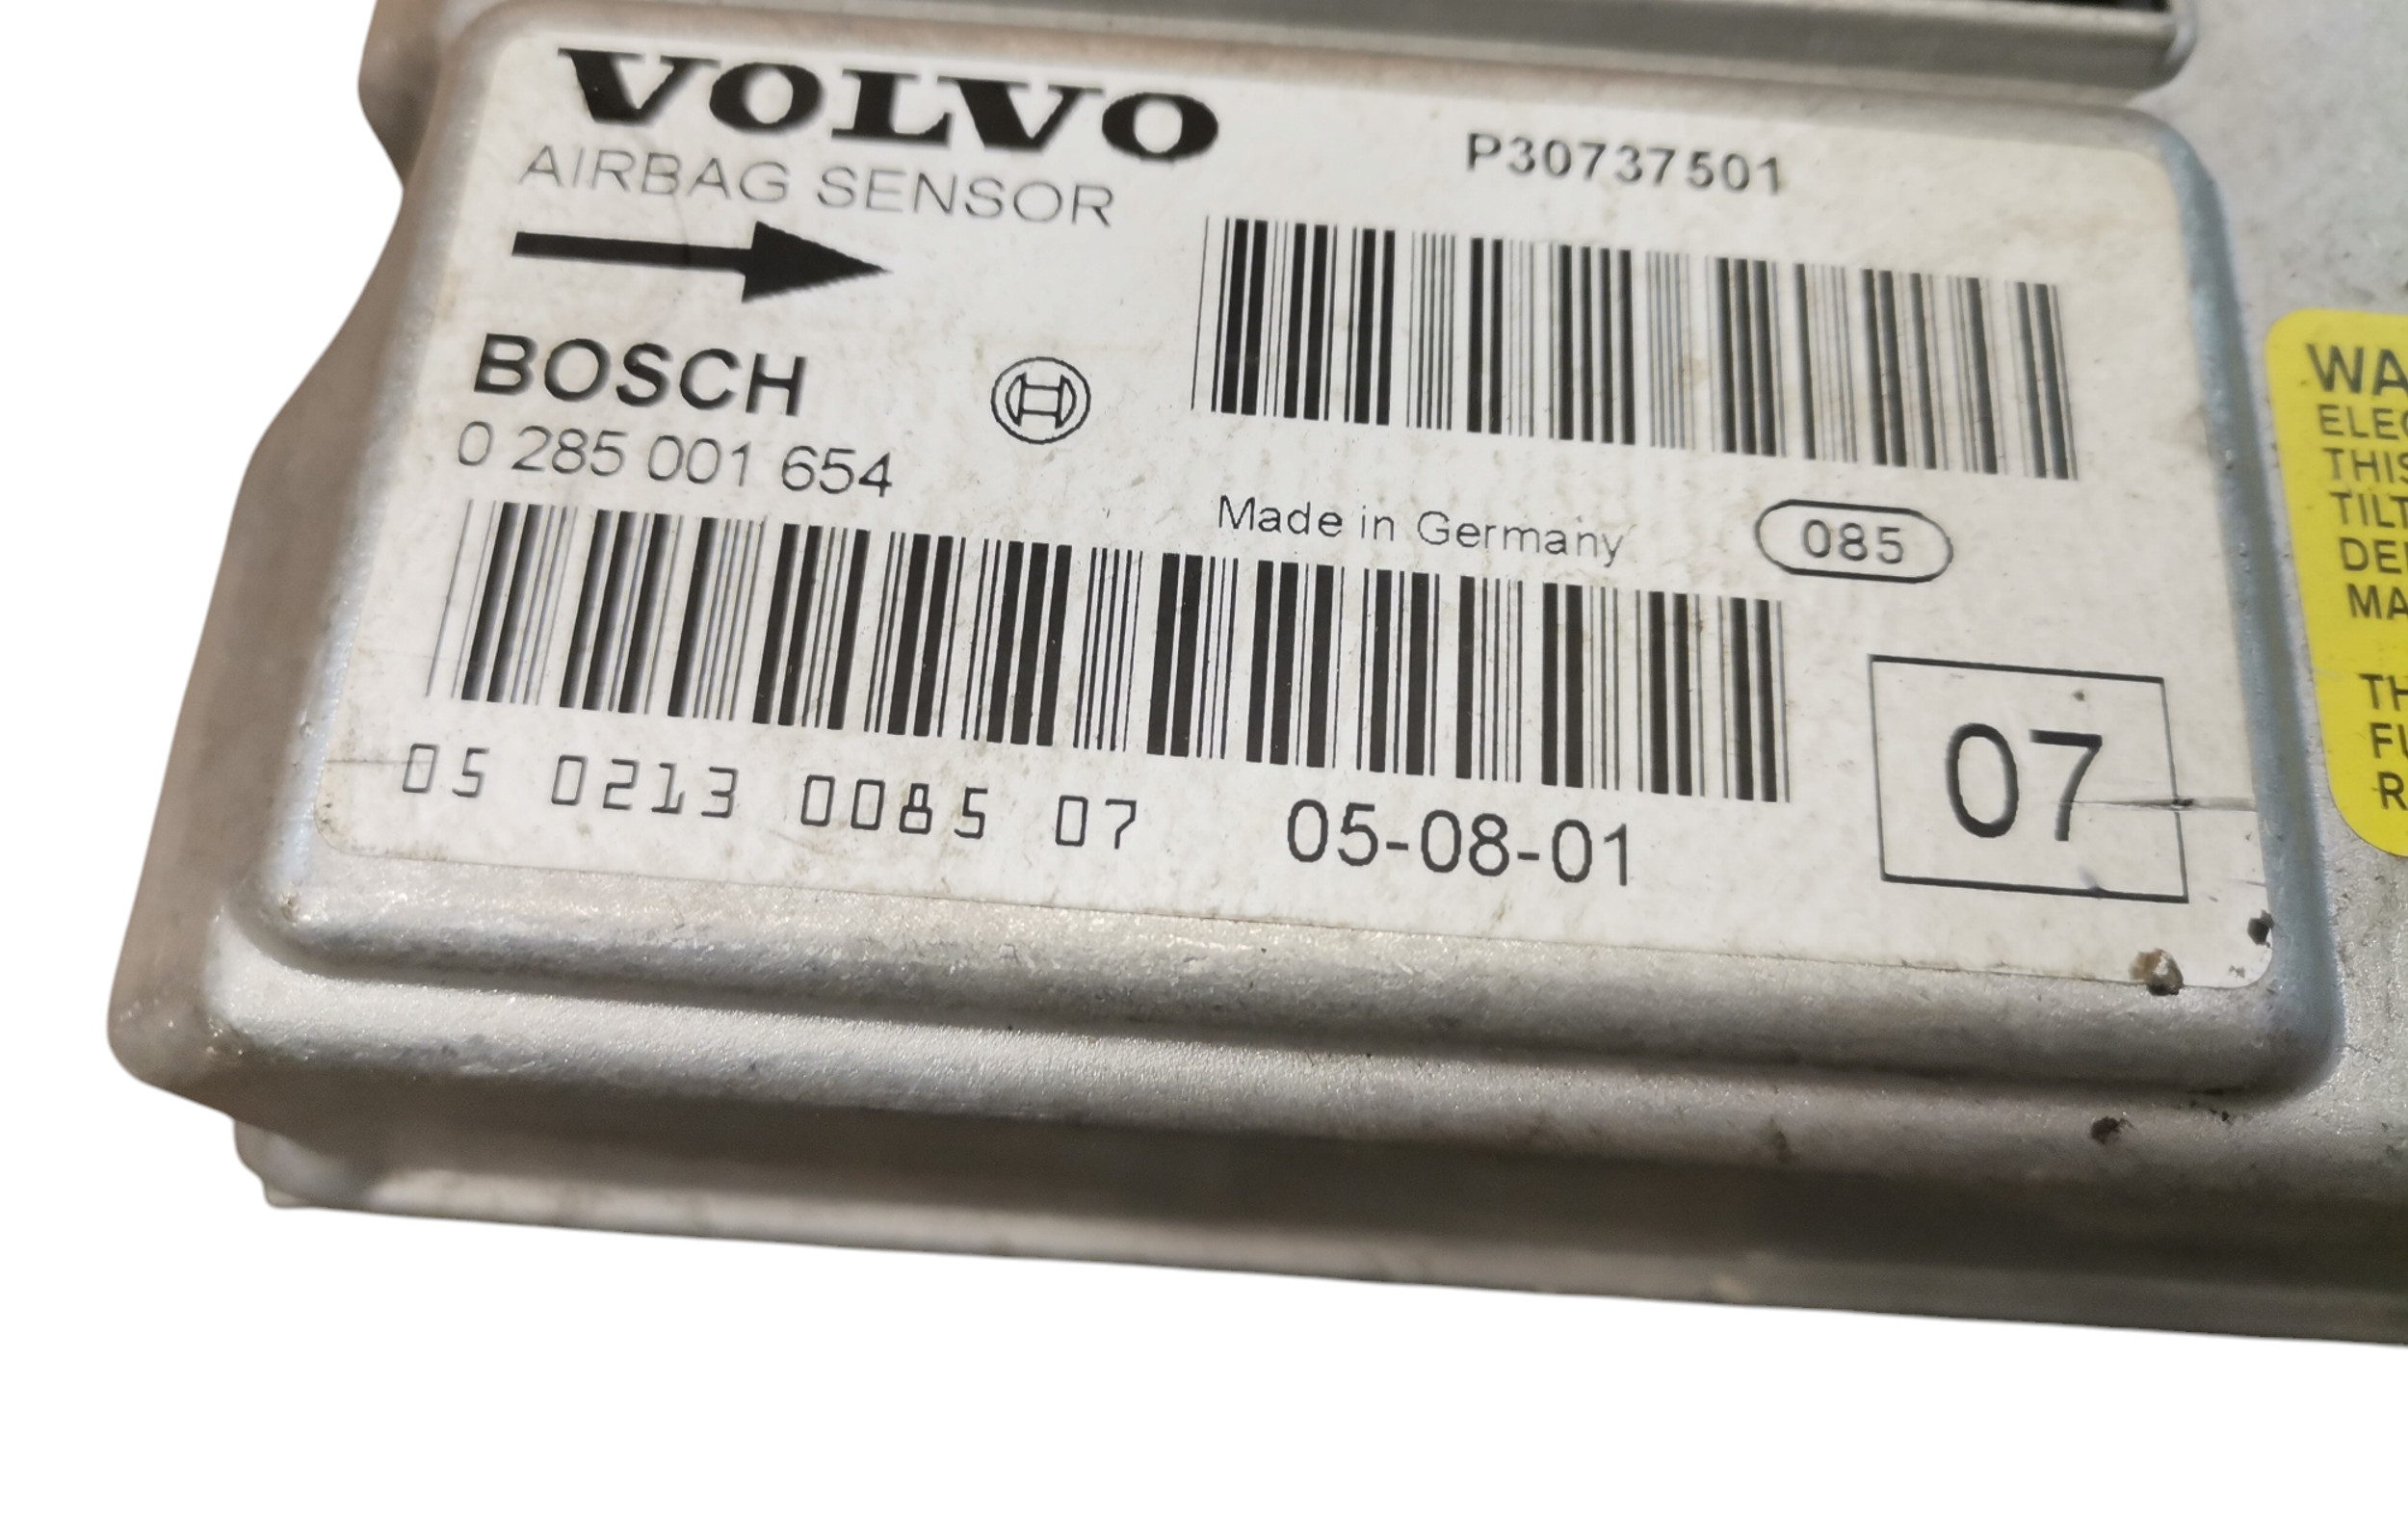 VOLVO
AIRBAG SENSOR
P30737501
BOSCH
0 285 001 654
Made in Germany
085
05 0213 0085 07
05-08-01
07
THIS